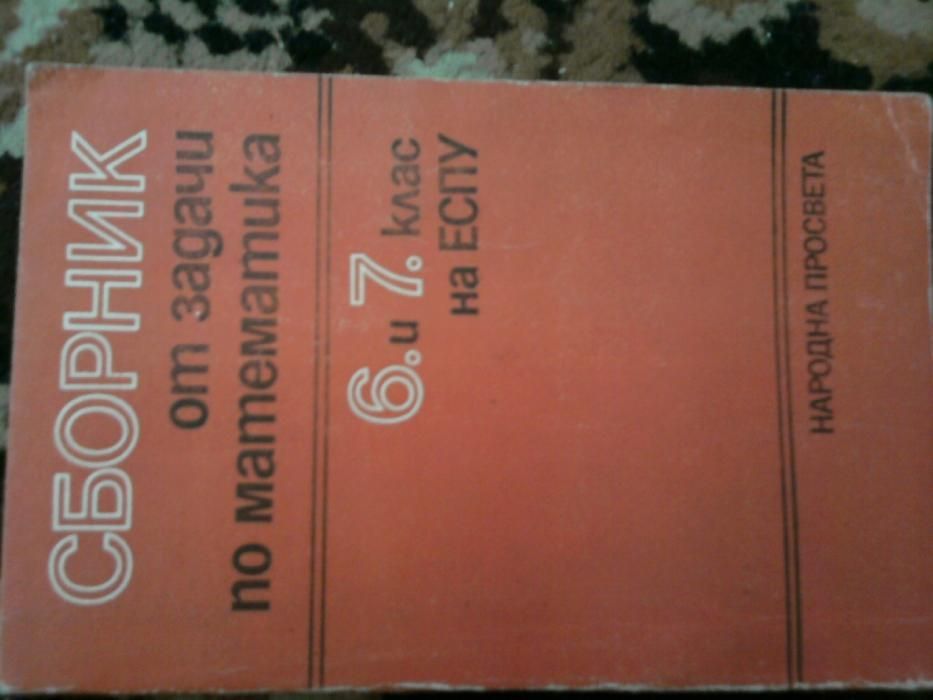 СБОРНИК
от задачи
по математика
6. и 7. клас
на ЕСПУ
НАРОДНА ПРОСВЕТА